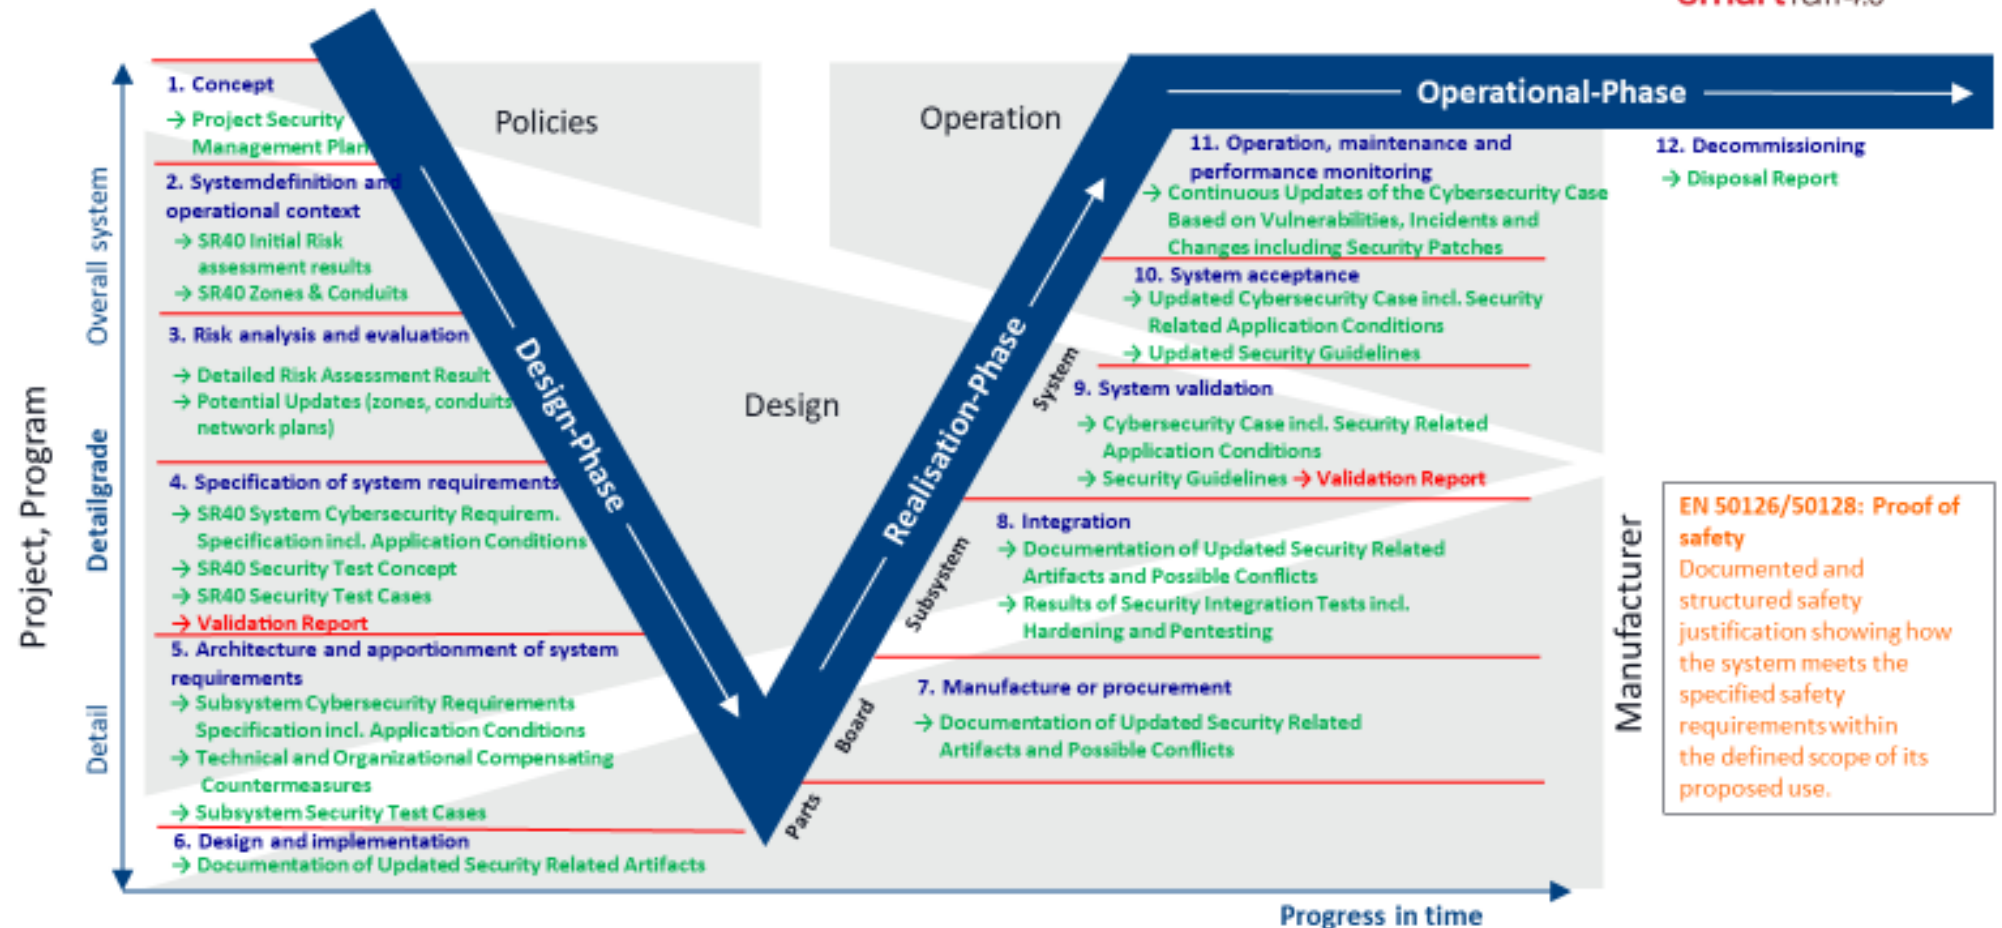 smartrail4.0
Project, Program
Overall system
Detailgrade
Detail
1. Concept
→ Project Security
Management Plan
2. Systemdefinition and
operational context
→ SR40 Initial Risk
assessment results
→ SR40 Zones & Conduits
3. Risk analysis and evaluation
→ Detailed Risk Assessment Result
→ Potential Updates (zones, conduits
network plans)
4. Specification of system requirements
→ SR40 System Cybersecurity Requirem.
Specification incl. Application Conditions
→ SR40 Security Test Concept
→ SR40 Security Test Cases
→ Validation Report
5. Architecture and apportionment of system
requirements
→ Subsystem Cybersecurity Requirements
Specification incl. Application Conditions
→ Technical and Organizational Compensating
Countermeasures
→ Subsystem Security Test Cases
6. Design and implementation
→ Documentation of Updated Security Related Artifacts
Policies
Operation
Design
Design-Phase
Realisation-Phase
Operational-Phase
System
Subsystem
Board
Parts
11. Operation, maintenance and
performance monitoring
→ Continuous Updates of the Cybersecurity Case
Based on Vulnerabilities, Incidents and
Changes including Security Patches
10. System acceptance
→ Updated Cybersecurity Case incl. Security
Related Application Conditions
→ Updated Security Guidelines
9. System validation
→ Cybersecurity Case incl. Security Related
Application Conditions
→ Security Guidelines → Validation Report
8. Integration
→ Documentation of Updated Security Related
Artifacts and Possible Conflicts
→ Results of Security Integration Tests incl.
Hardening and Pentesting
7. Manufacture or procurement
→ Documentation of Updated Security Related
Artifacts and Possible Conflicts
12. Decommissioning
→ Disposal Report
Manufacturer
EN 50126/50128: Proof of
safety
Documented and
structured safety
justification showing how
the system meets the
specified safety
requirements within
the defined scope of its
proposed use.
Progress in time